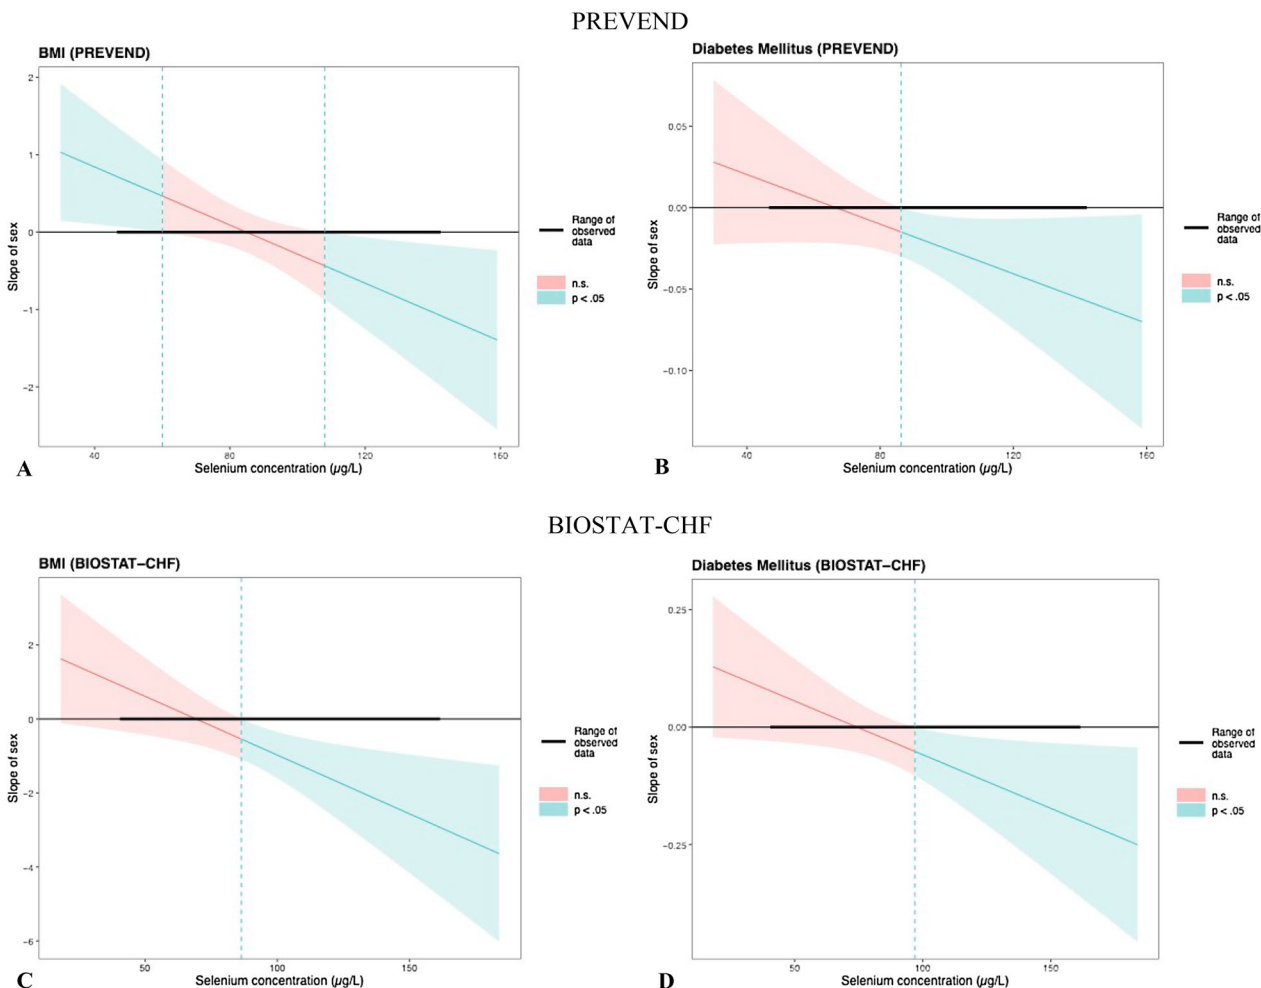 PREVEND
BMI (PREVEND)
2
1
0
−1
−2
Slope of sex
40
80
120
160
Selenium concentration (µg/L)
Range of
observed
data
n.s.
p < .05
A
Diabetes Mellitus (PREVEND)
0.05
0.00
−0.05
−0.10
Slope of sex
40
80
120
160
Selenium concentration (µg/L)
Range of
observed
data
n.s.
p < .05
B
BIOSTAT-CHF
BMI (BIOSTAT−CHF)
2
0
−2
−4
−6
Slope of sex
50
100
150
Selenium concentration (µg/L)
Range of
observed
data
n.s.
p < .05
C
Diabetes Mellitus (BIOSTAT−CHF)
0.25
0.00
−0.25
Slope of sex
50
100
150
Selenium concentration (µg/L)
Range of
observed
data
n.s.
p < .05
D